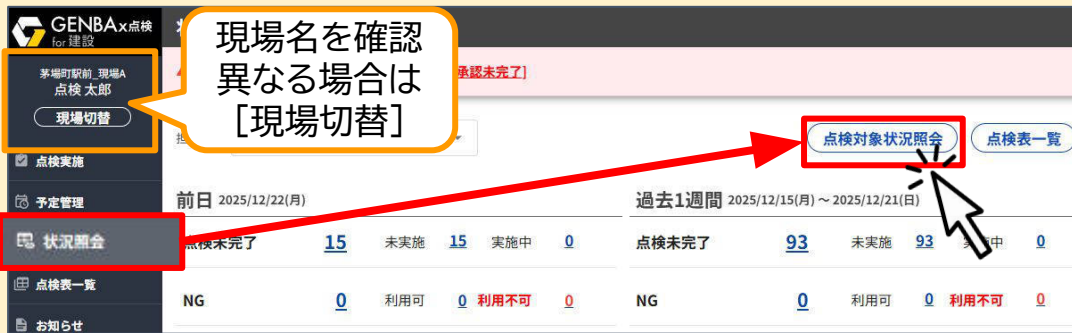 GENBAx点検
for 建設
茅場町駅前_現場A
点検 太郎
現場切替
現場名を確認
異なる場合は
［現場切替］
承認未完了]
点検対象状況照会 点検表一覧
点検実施
予定管理
状況照会
点検表一覧
お知らせ
前日 2025/12/22(月)
点検未完了 15 未実施 15 実施中 0
NG 0 利用可 0 利用不可 0
過去1週間 2025/12/15(月) ~ 2025/12/21(日)
点検未完了 93 未実施 93 中 0
NG 0 利用可 0 利用不可 0